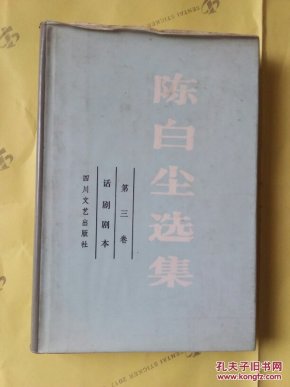 陈白尘选集
第三卷
话剧剧本
四川文艺出版社
孔夫子旧书网